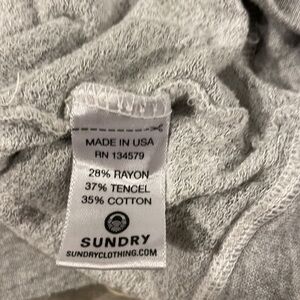 MADE IN USA
RN 134579
28% RAYON
37% TENCEL
35% COTTON
SUNDRY
SUNDRYCLOTHING.COM